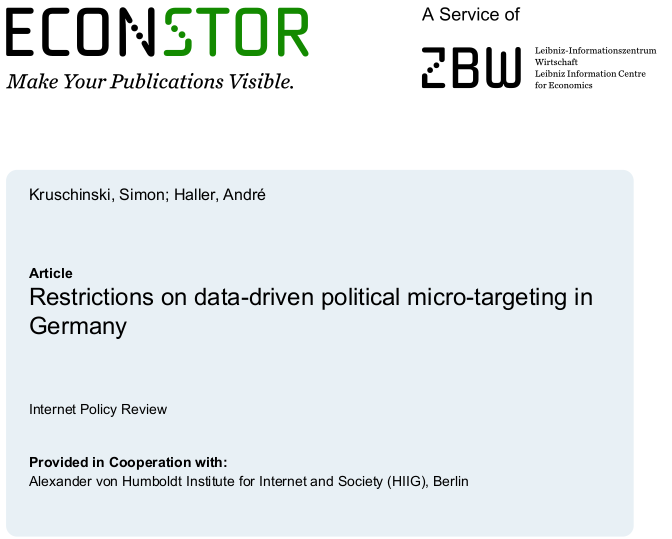 ECONSTOR
Make Your Publications Visible.
A Service of
ZBW
Leibniz-Informationszentrum
Wirtschaft
Leibniz Information Centre
for Economics
Kruschinski, Simon; Haller, André
Article
Restrictions on data-driven political micro-targeting in
Germany
Internet Policy Review
Provided in Cooperation with:
Alexander von Humboldt Institute for Internet and Society (HIIG), Berlin